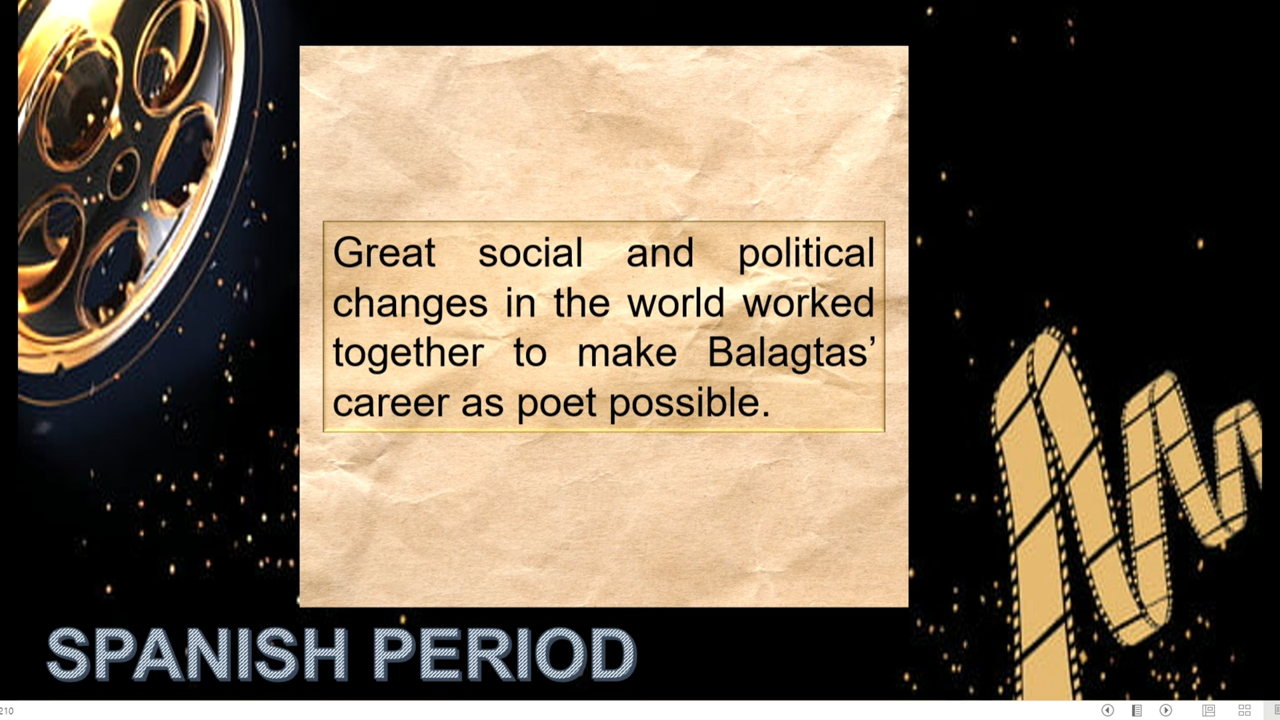 Great social and political
changes in the world worked
together to make Balagtas’
career as poet possible.
SPANISH PERIOD
210